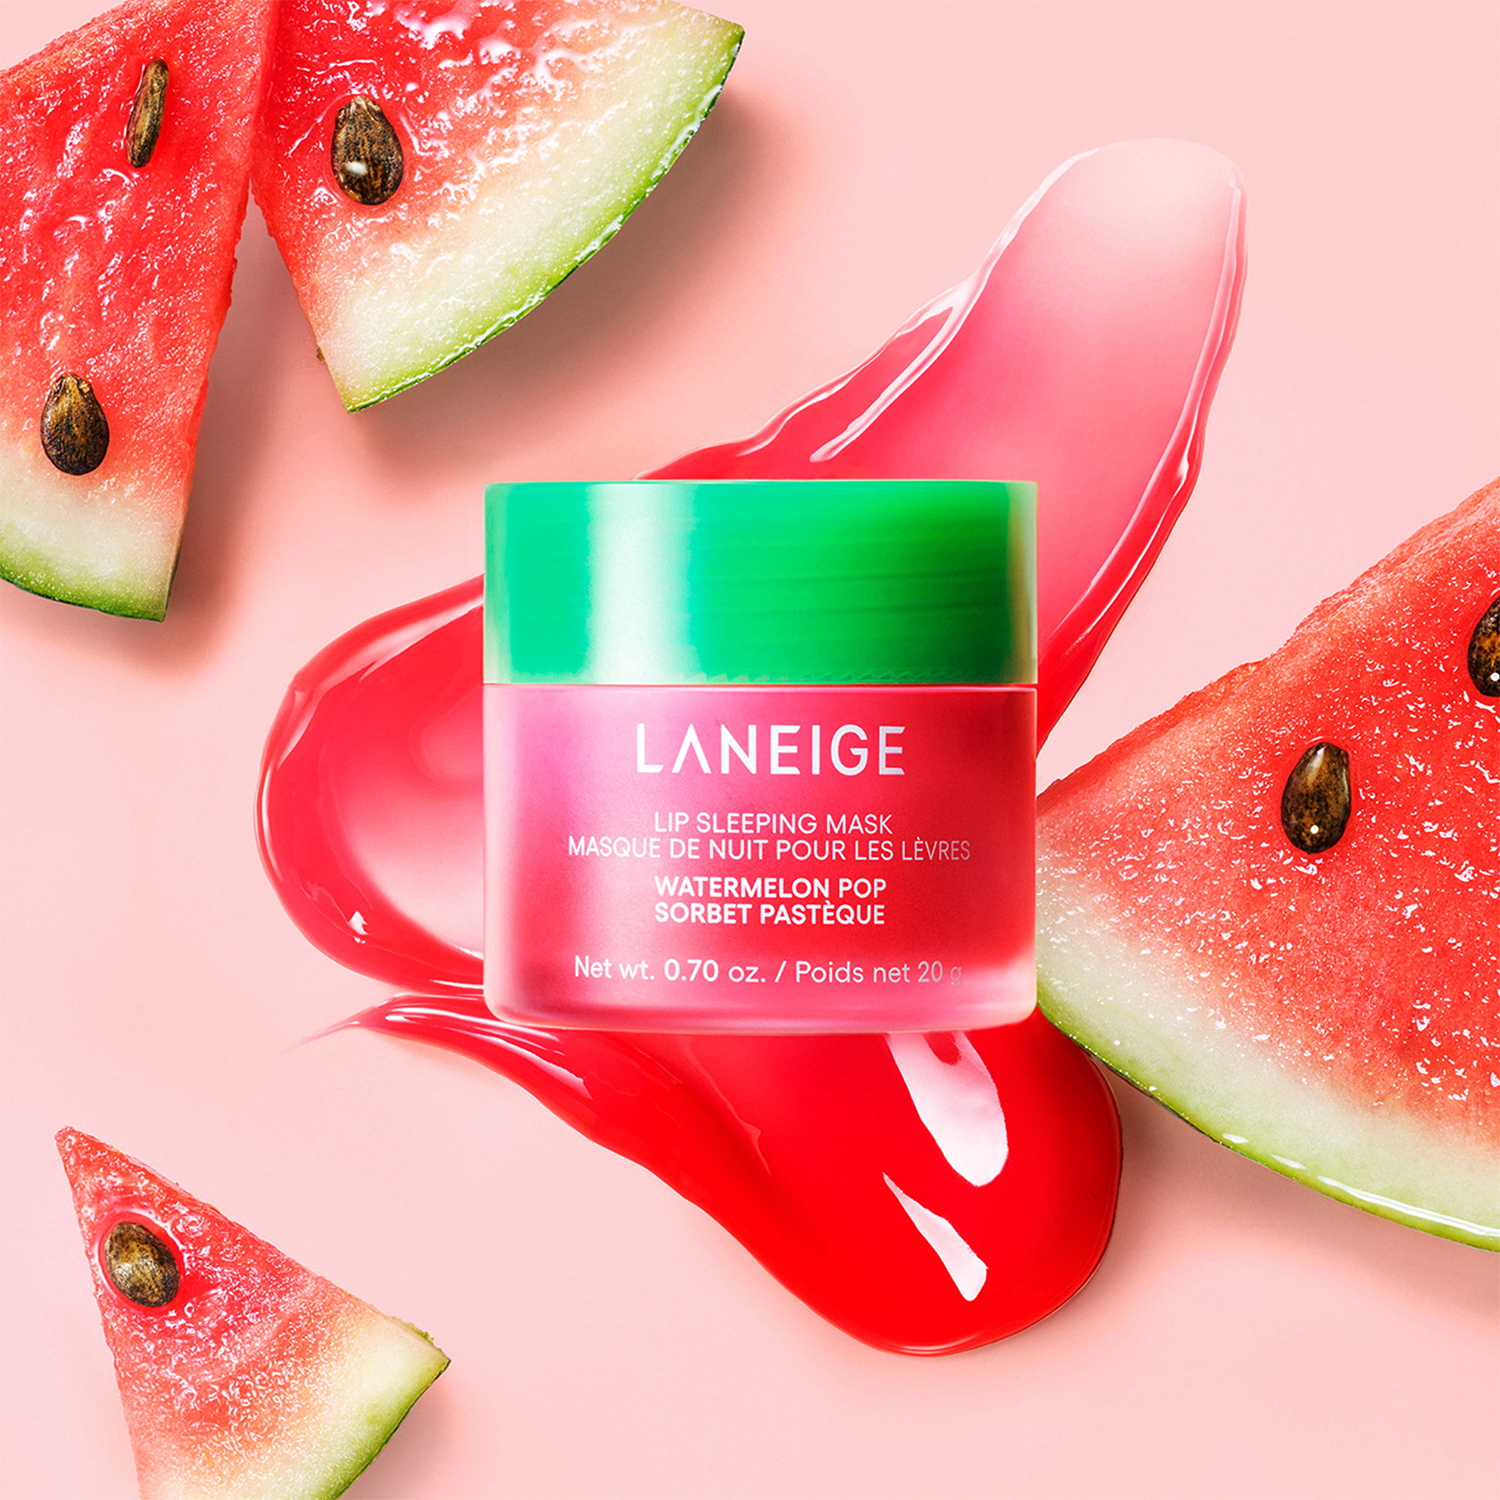 LANEIGE
LIP SLEEPING MASK
MASQUE DE NUIT POUR LES LÈVRES
WATERMELON POP
SORBET PASTÈQUE
Net wt. 0.70 oz. / Poids net 20 g